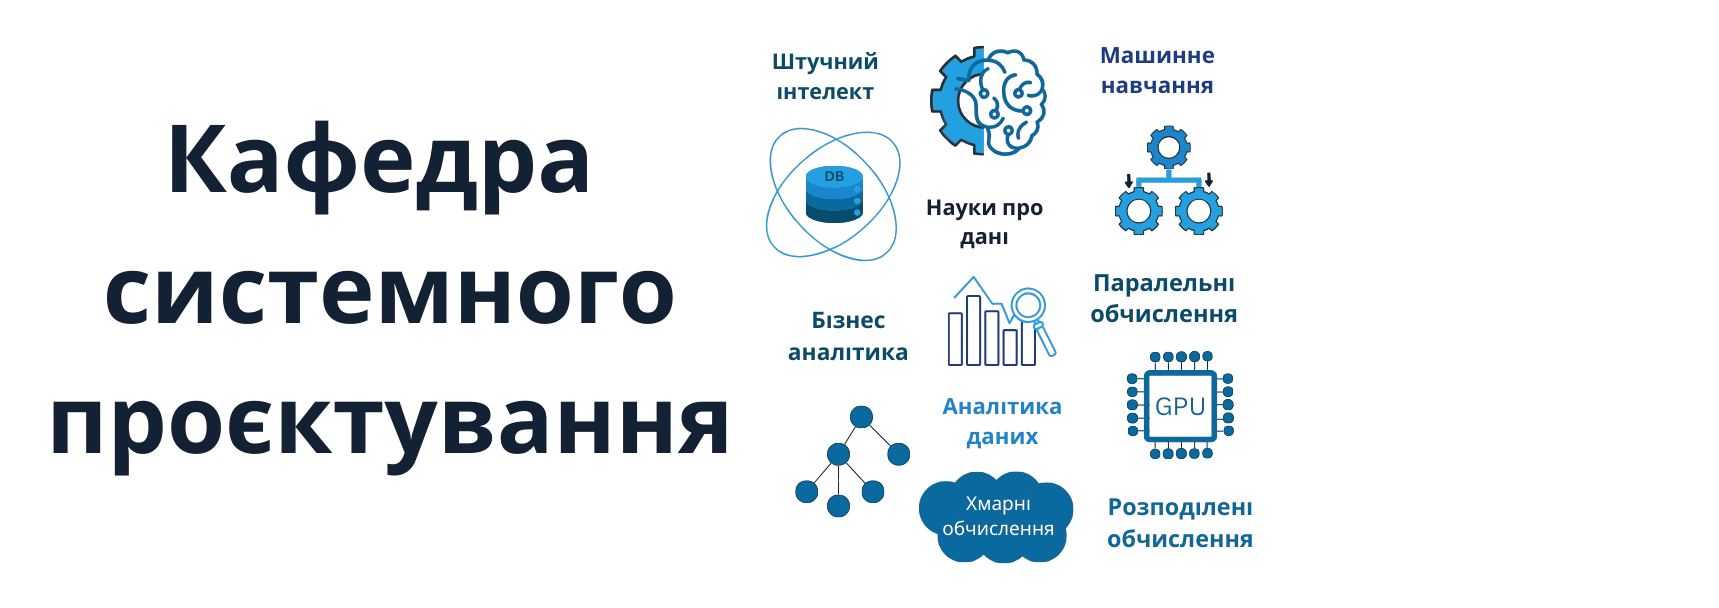 Кафедра
системного
проєктування
Штучний
інтелект
Машинне
навчання
DB
Науки про
дані
Паралельні
обчислення
Бізнес
аналітика
GPU
Аналітика
даних
Хмарні
обчислення
Розподілені
обчислення